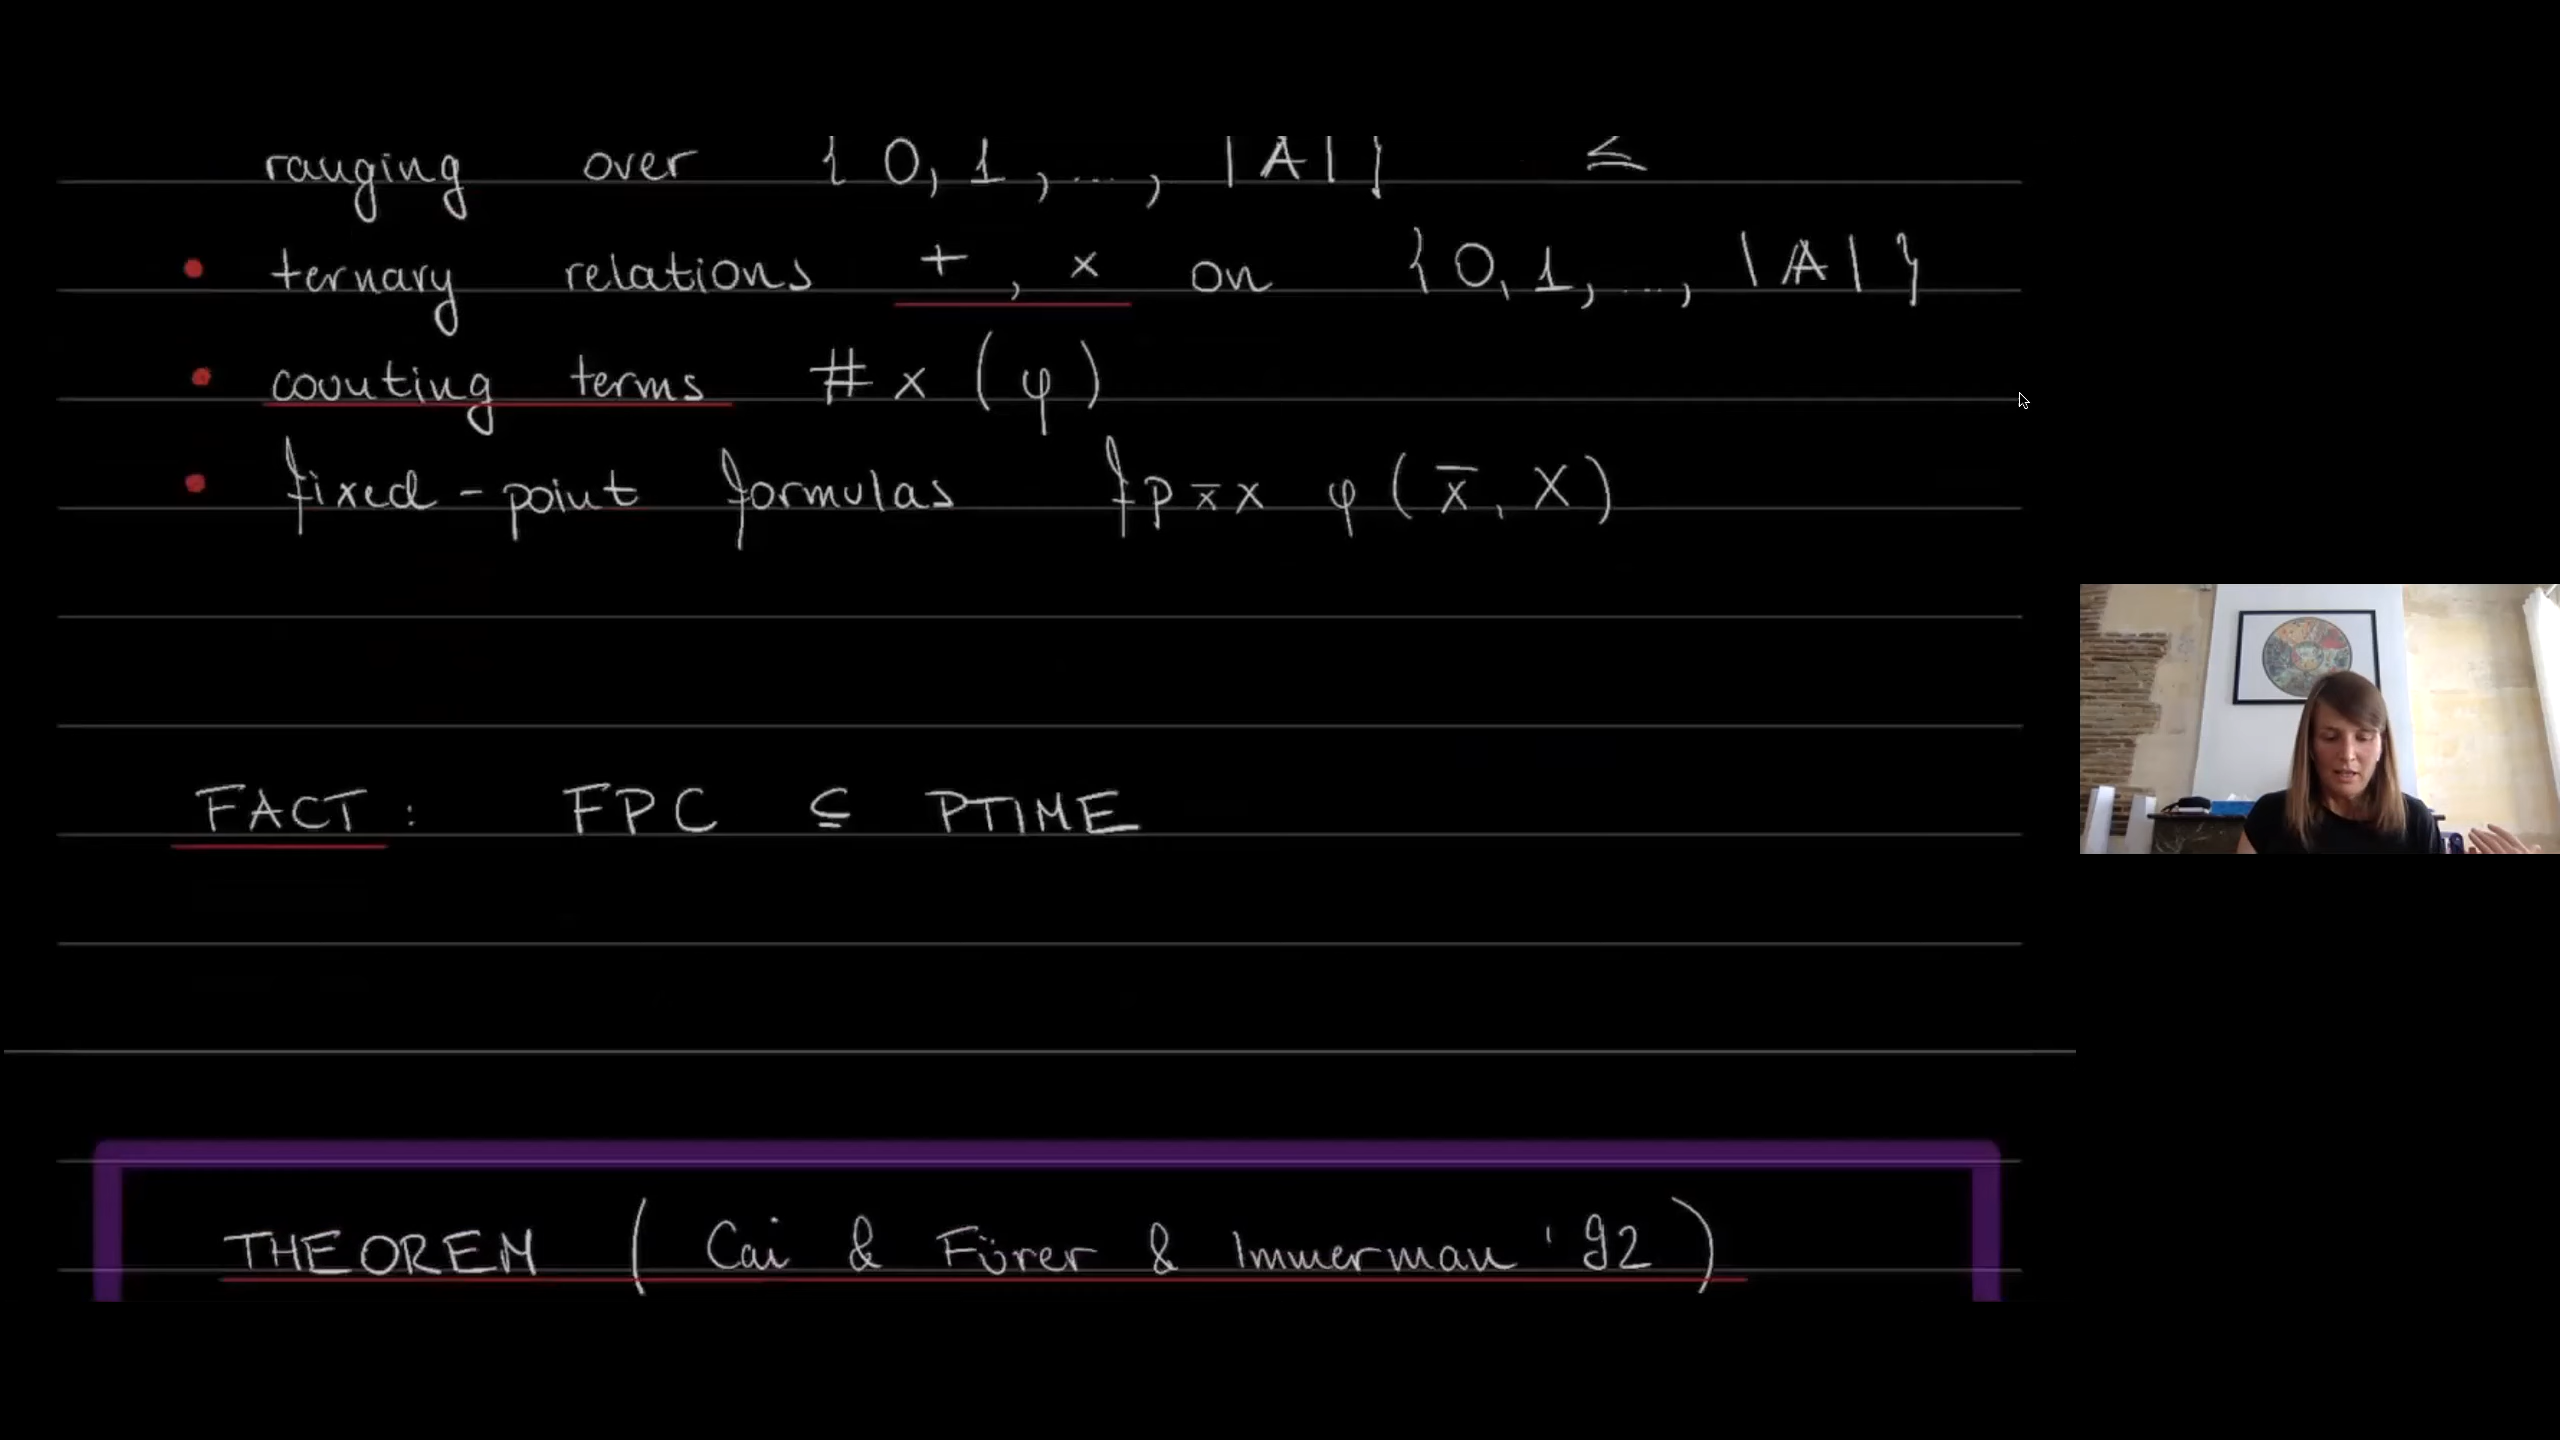 ranging over { 0, 1, ..., |A| } ≤
• ternary relations +, × on { 0, 1, ..., |A| }
• counting terms # x ( φ )
• fixed-point formulas fp x̄ X φ ( x̄, X )
FACT: FPC ⊆ PTIME
THEOREM ( Cai & Fürer & Immerman '92 )